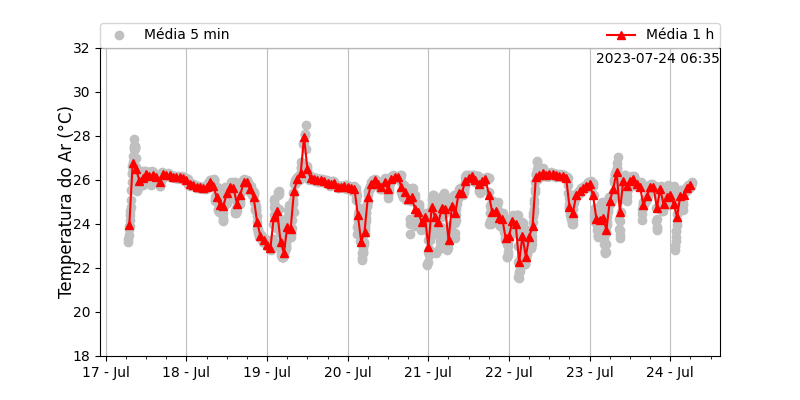 Média 5 min
Média 1 h
2023-07-24 06:35
Temperatura do Ar (°C)
32
30
28
26
24
22
20
18
17 - Jul
18 - Jul
19 - Jul
20 - Jul
21 - Jul
22 - Jul
23 - Jul
24 - Jul